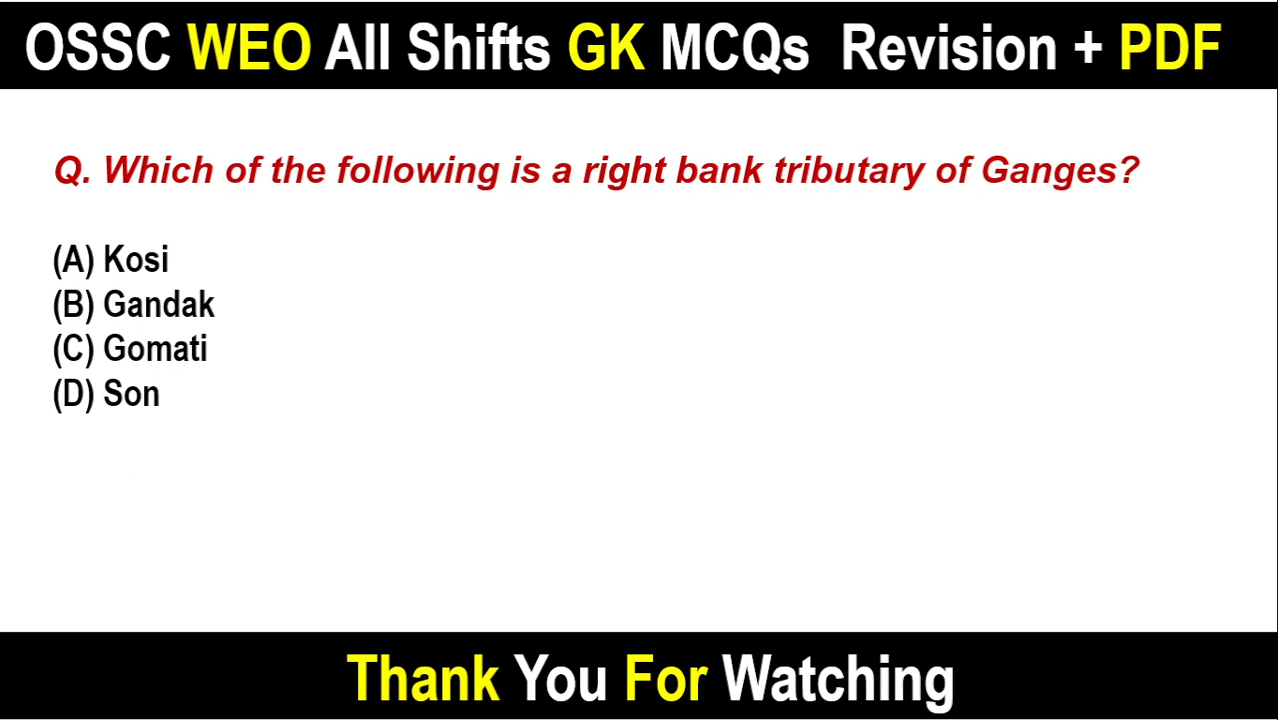 OSSC WEO All Shifts GK MCQs Revision + PDF
Q. Which of the following is a right bank tributary of Ganges?
(A) Kosi
(B) Gandak
(C) Gomati
(D) Son
Thank You For Watching